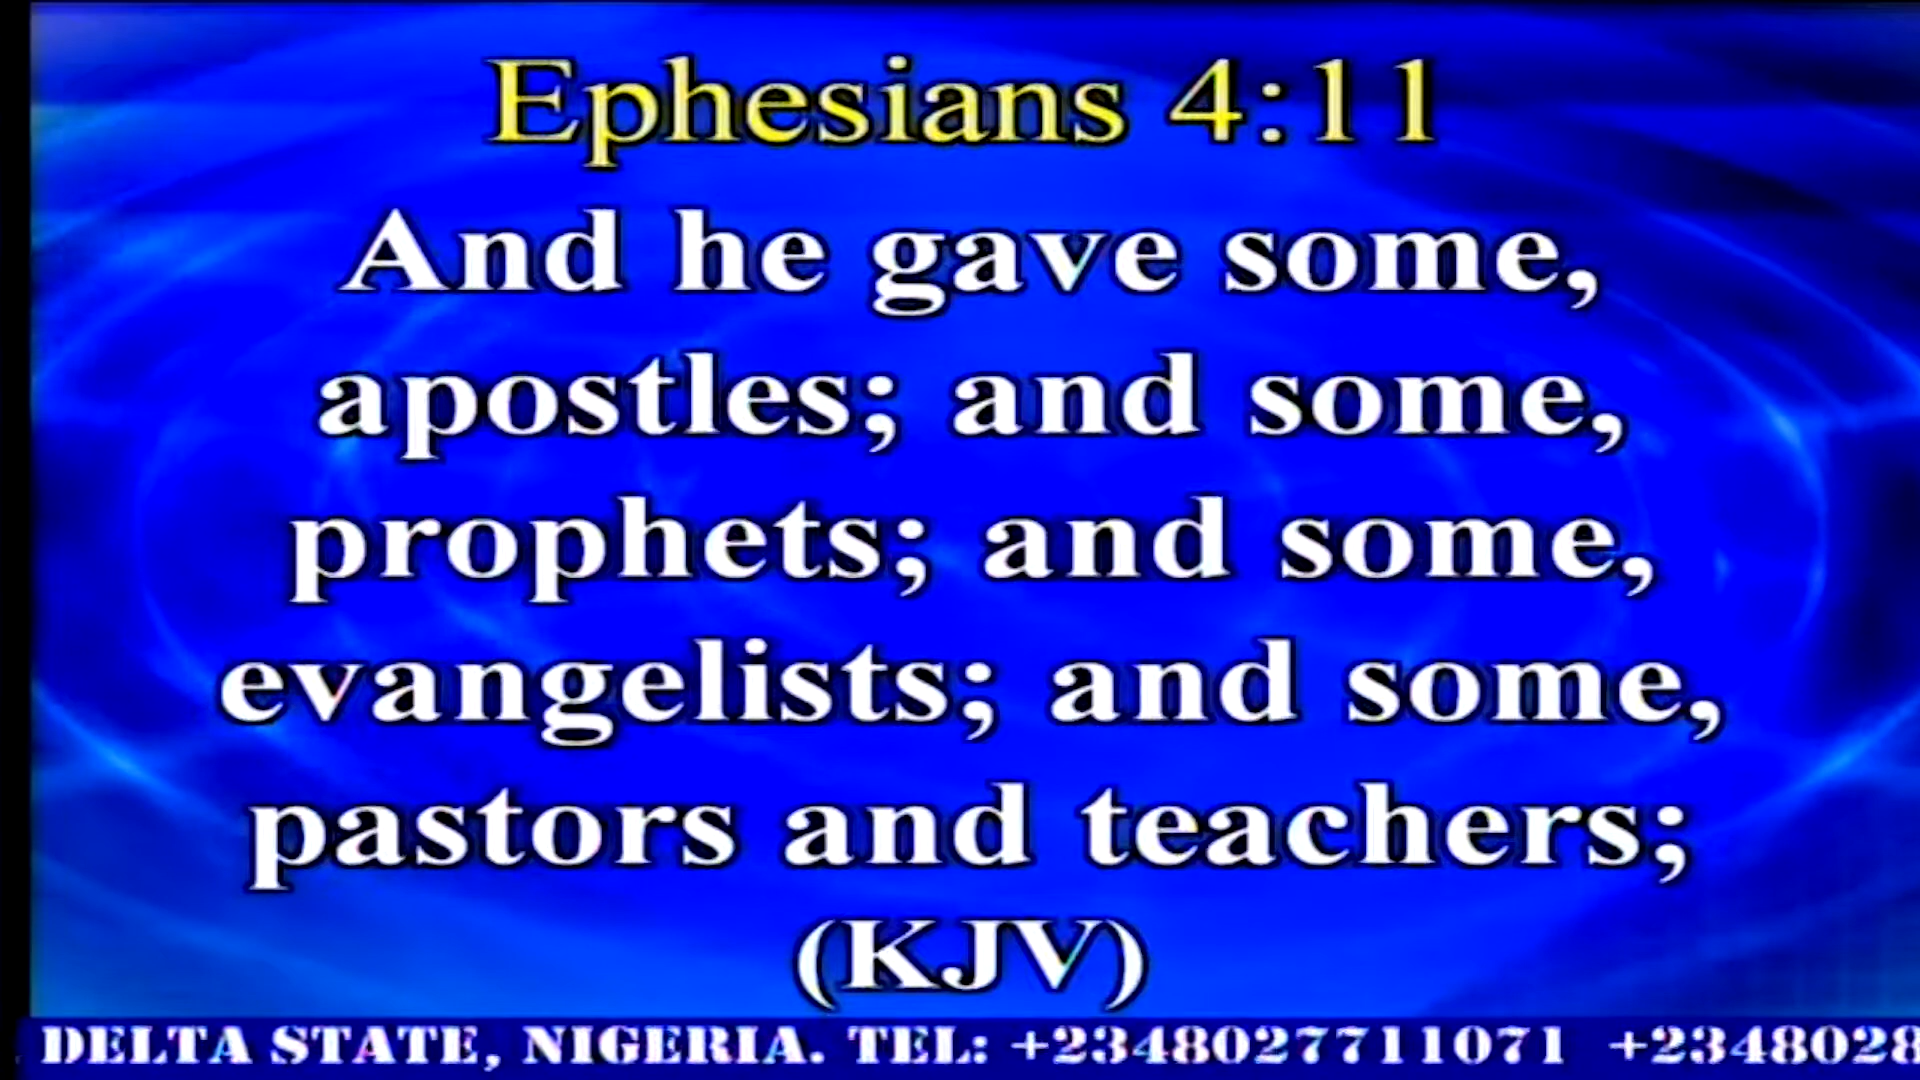 Ephesians 4:11
And he gave some,
apostles; and some,
prophets; and some,
evangelists; and some,
pastors and teachers;
(KJV)
DELTA STATE, NIGERIA. TEL: +2348027711071 +2348028